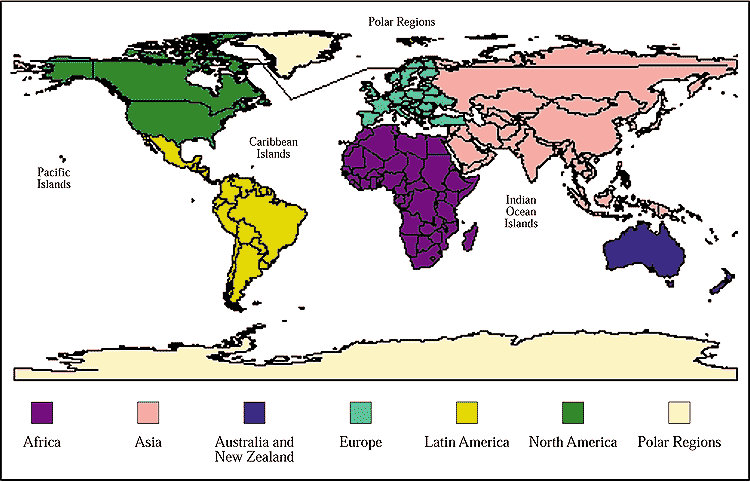 Polar Regions
Caribbean
Islands
Pacific
Islands
Indian
Ocean
Islands
Africa
Asia
Australia and
New Zealand
Europe
Latin America
North America
Polar Regions